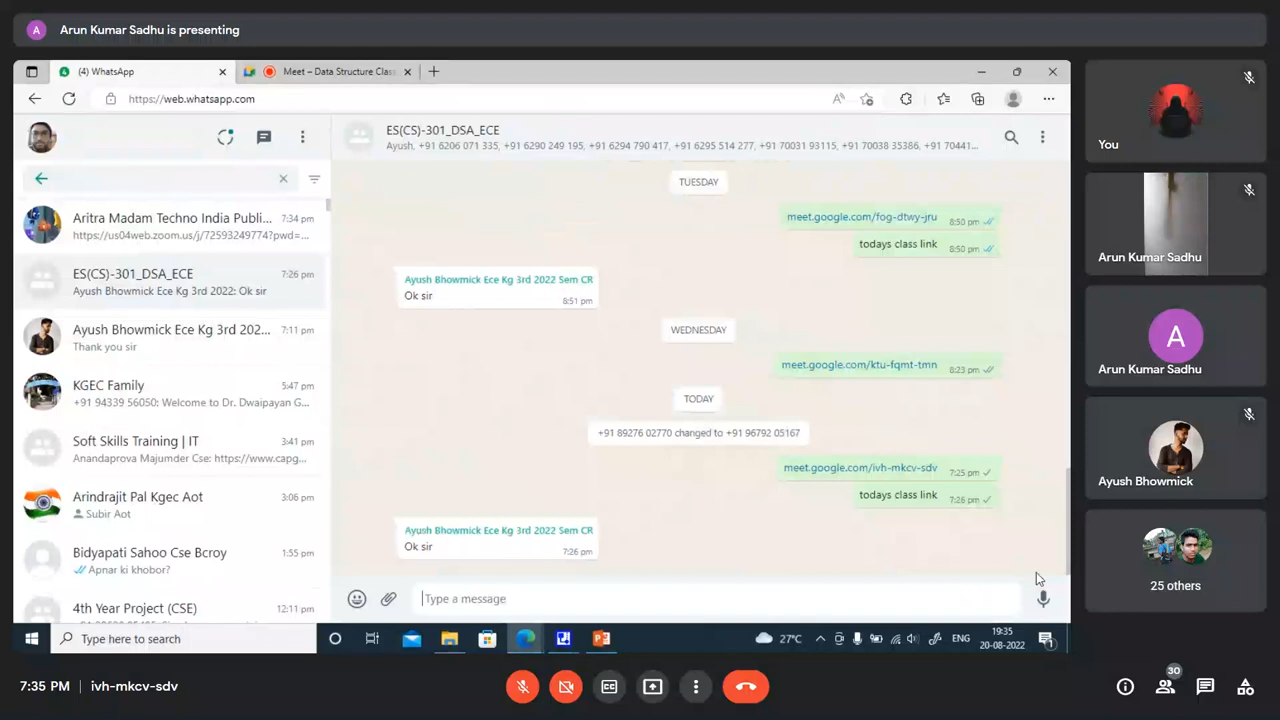 A
Arun Kumar Sadhu is presenting
(4) WhatsApp
Meet – Data Structure Clas
https://web.whatsapp.com
Aritra Madam Techno India Publi... 7:34 pm
https://us04web.zoom.us/j/72593249774?pwd=...
ES(CS)-301_DSA_ECE 7:26 pm
Ayush Bhowmick Ece Kg 3rd 2022: Ok sir
Ayush Bhowmick Ece Kg 3rd 202... 7:11 pm
Thank you sir
KGEC Family 5:47 pm
+91 94339 56050: Welcome to Dr. Dwaipayan G...
Soft Skills Training | IT 3:41 pm
Anandaprova Majumder Cse: https://www.capg...
Arindrajit Pal Kgec Aot 3:06 pm
Subir Aot
Bidyapati Sahoo Cse Bcroy 1:55 pm
Apnar ki khobor?
4th Year Project (CSE) 12:11 pm
ES(CS)-301_DSA_ECE
Ayush, +91 6206 071 335, +91 6290 249 195, +91 6294 790 417, +91 6295 514 277, +91 70031 93115, +91 70038 35386, +91 70441...
TUESDAY
meet.google.com/fog-dtwy-jru 8:50 pm
todays class link 8:50 pm
Ayush Bhowmick Ece Kg 3rd 2022 Sem CR
Ok sir 8:51 pm
WEDNESDAY
meet.google.com/ktu-fqmt-tmn 8:23 pm
TODAY
+91 89276 02770 changed to +91 96792 05167
meet.google.com/ivh-mkcv-sdv 7:25 pm
todays class link 7:26 pm
Ayush Bhowmick Ece Kg 3rd 2022 Sem CR
Ok sir 7:26 pm
Type a message
Type here to search
27°C
ENG
19:35
20-08-2022
1
You
Arun Kumar Sadhu
A
Arun Kumar Sadhu
Ayush Bhowmick
25 others
7:35 PM | ivh-mkcv-sdv
CC
30